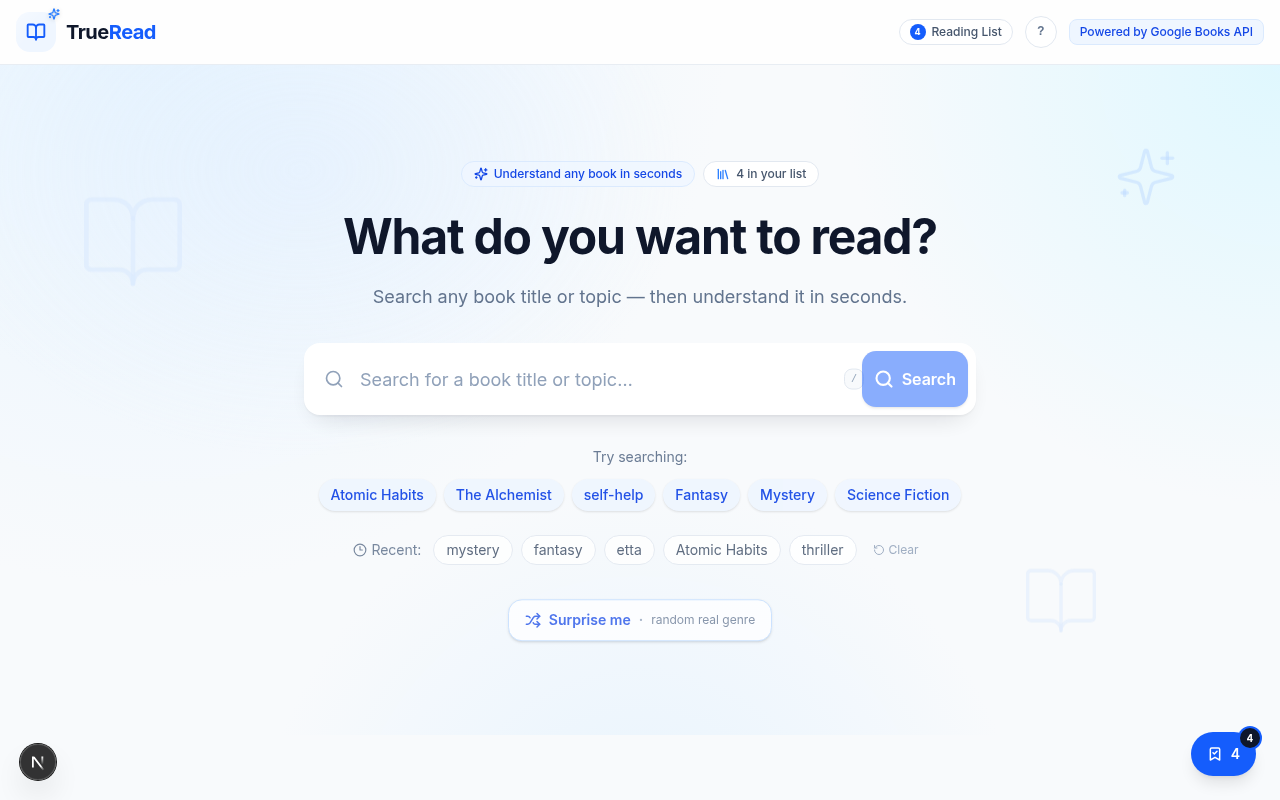 TrueRead
4 Reading List
?
Powered by Google Books API
Understand any book in seconds
4 in your list
What do you want to read?
Search any book title or topic — then understand it in seconds.
Search for a book title or topic...
/
Search
Try searching:
Atomic Habits
The Alchemist
self-help
Fantasy
Mystery
Science Fiction
Recent:
mystery
fantasy
etta
Atomic Habits
thriller
Clear
Surprise me · random real genre
N
4
4